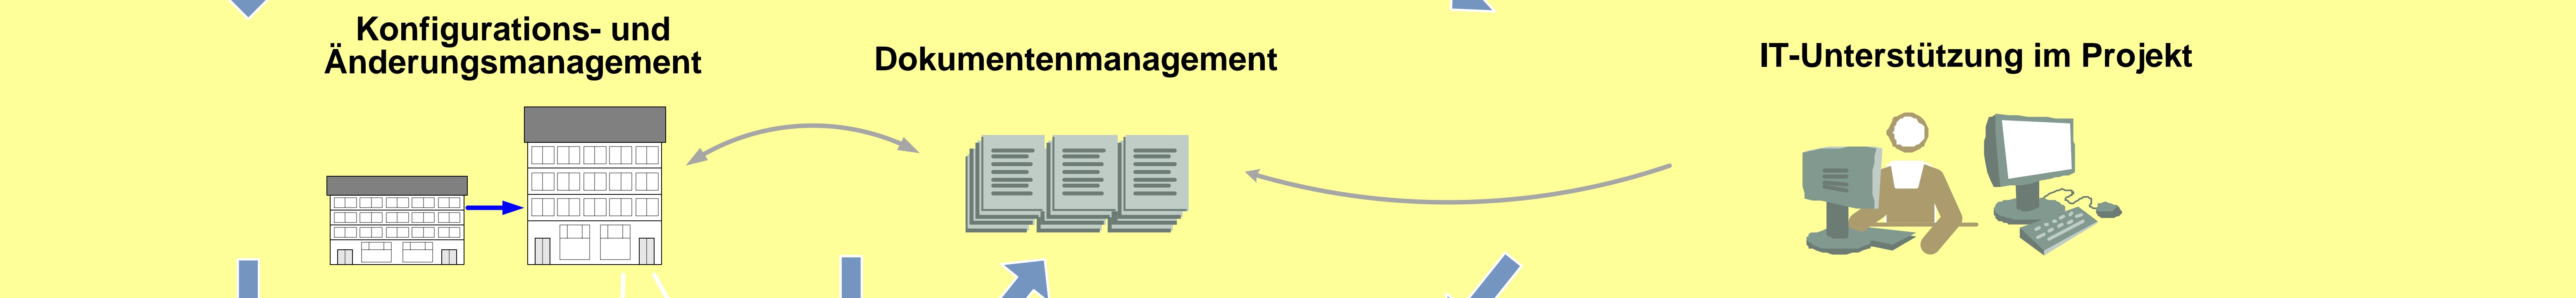 Konfigurations- und
Änderungsmanagement
Dokumentenmanagement
IT-Unterstützung im Projekt